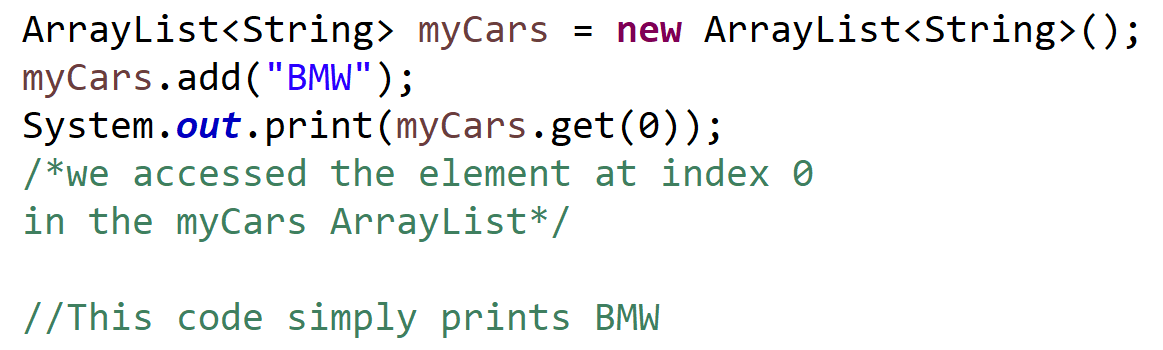 ArrayList<String> myCars = new ArrayList<String>();
myCars.add("BMW");
System.out.print(myCars.get(0));
/*we accessed the element at index 0
in the myCars ArrayList*/
//This code simply prints BMW